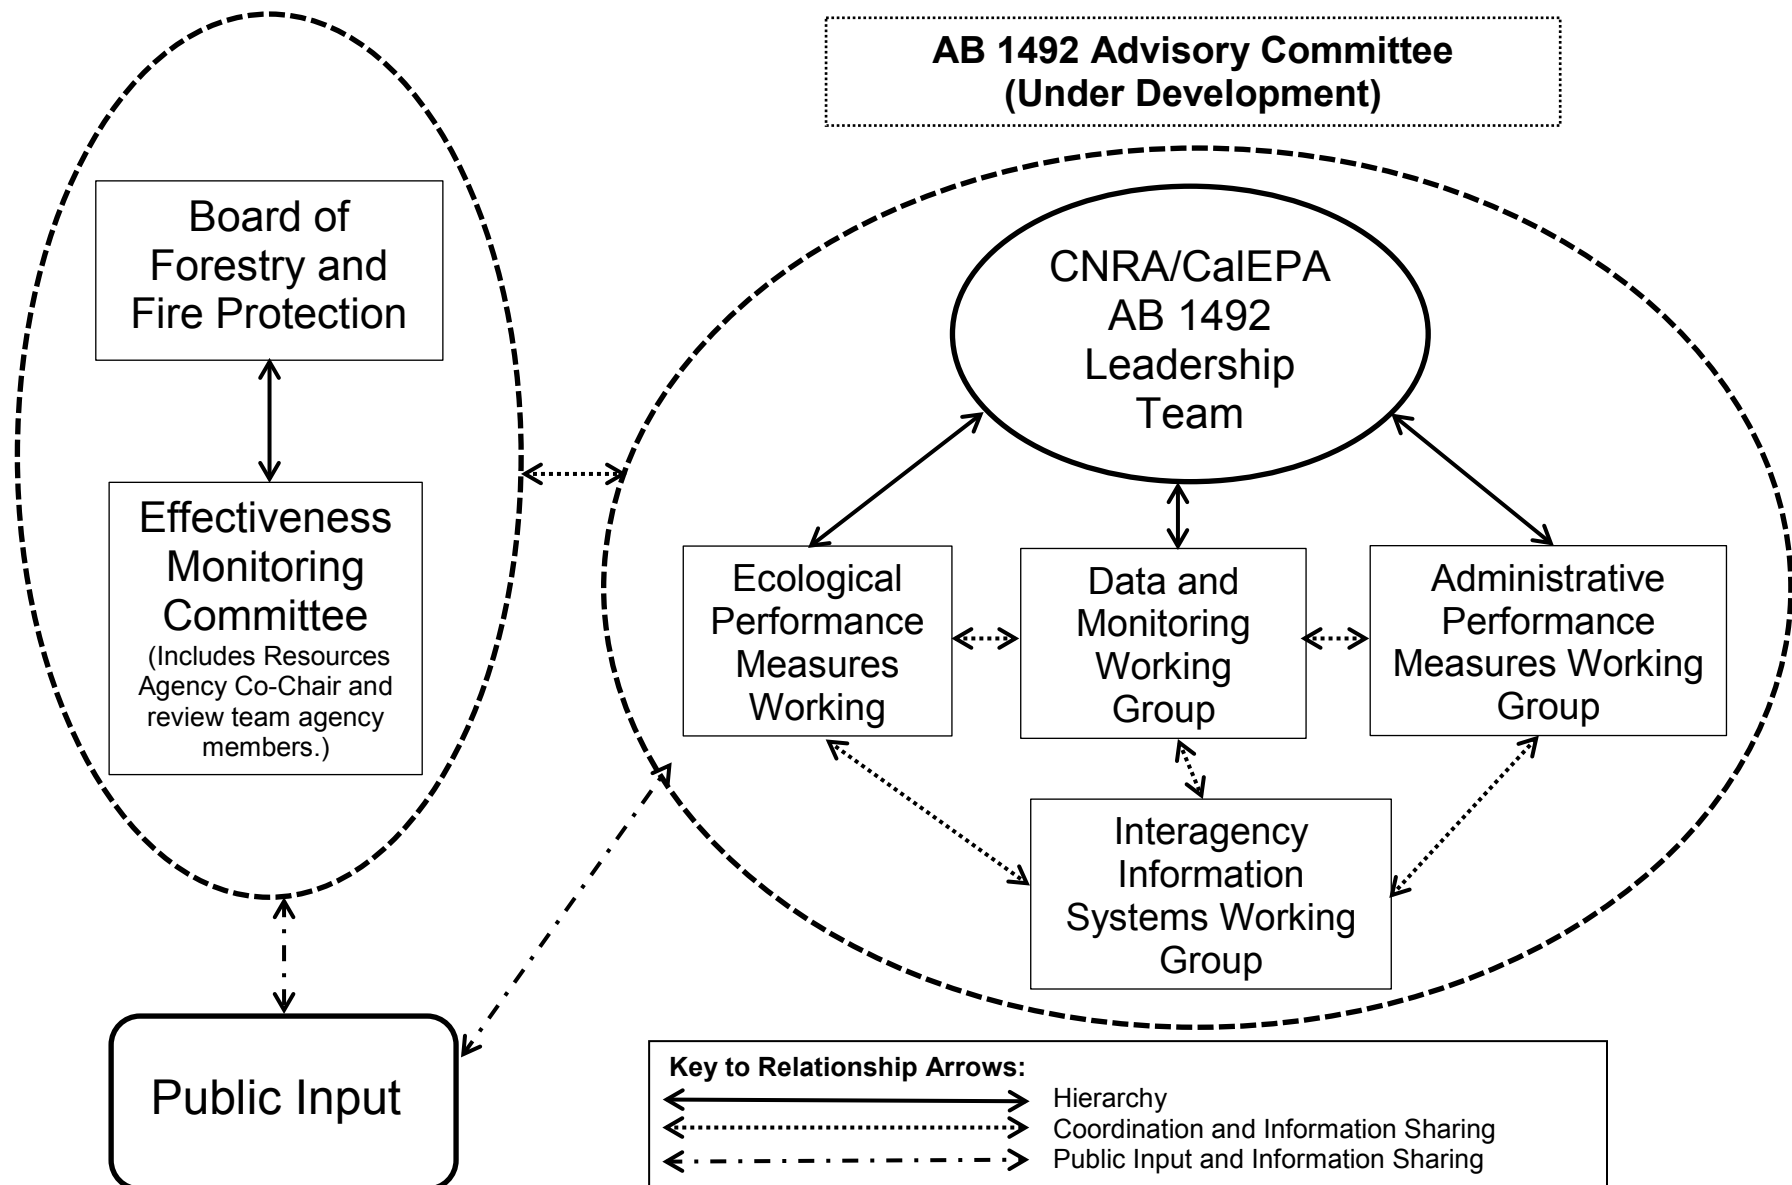 AB 1492 Advisory Committee
(Under Development)
Board of
Forestry and
Fire Protection
Effectiveness
Monitoring
Committee
(Includes Resources
Agency Co-Chair and
review team agency
members.)
CNRA/CalEPA
AB 1492
Leadership
Team
Ecological
Performance
Measures
Working
Data and
Monitoring
Working
Group
Administrative
Performance
Measures Working
Group
Interagency
Information
Systems Working
Group
Public Input
Key to Relationship Arrows:
Hierarchy
Coordination and Information Sharing
Public Input and Information Sharing